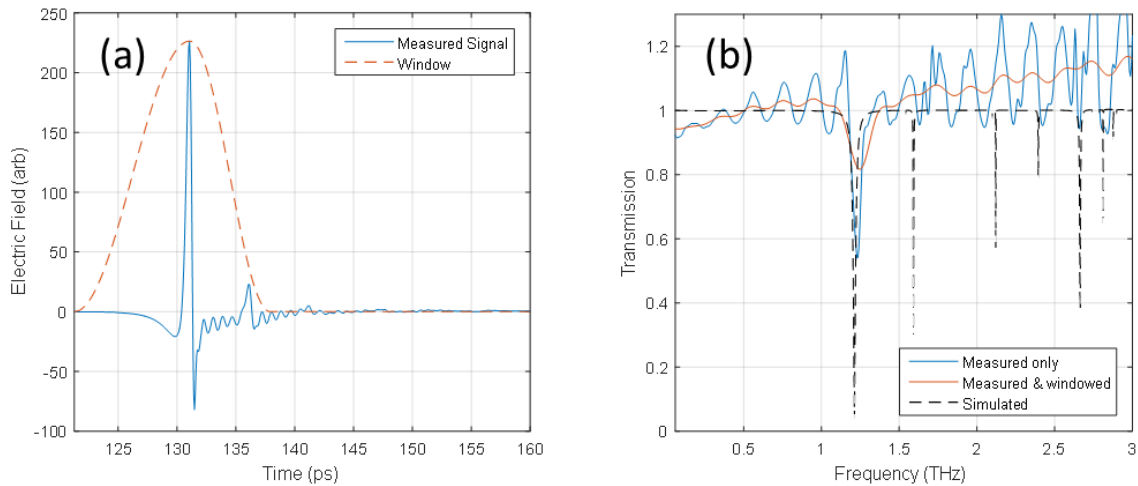 (a)
Measured Signal
Window
250
200
150
100
50
0
-50
-100
Electric Field (arb)
125
130
135
140
145
150
155
160
Time (ps)
(b)
1.2
1
0.8
0.6
0.4
0.2
0
Transmission
Measured only
Measured & windowed
Simulated
0.5
1
1.5
2
2.5
3
Frequency (THz)